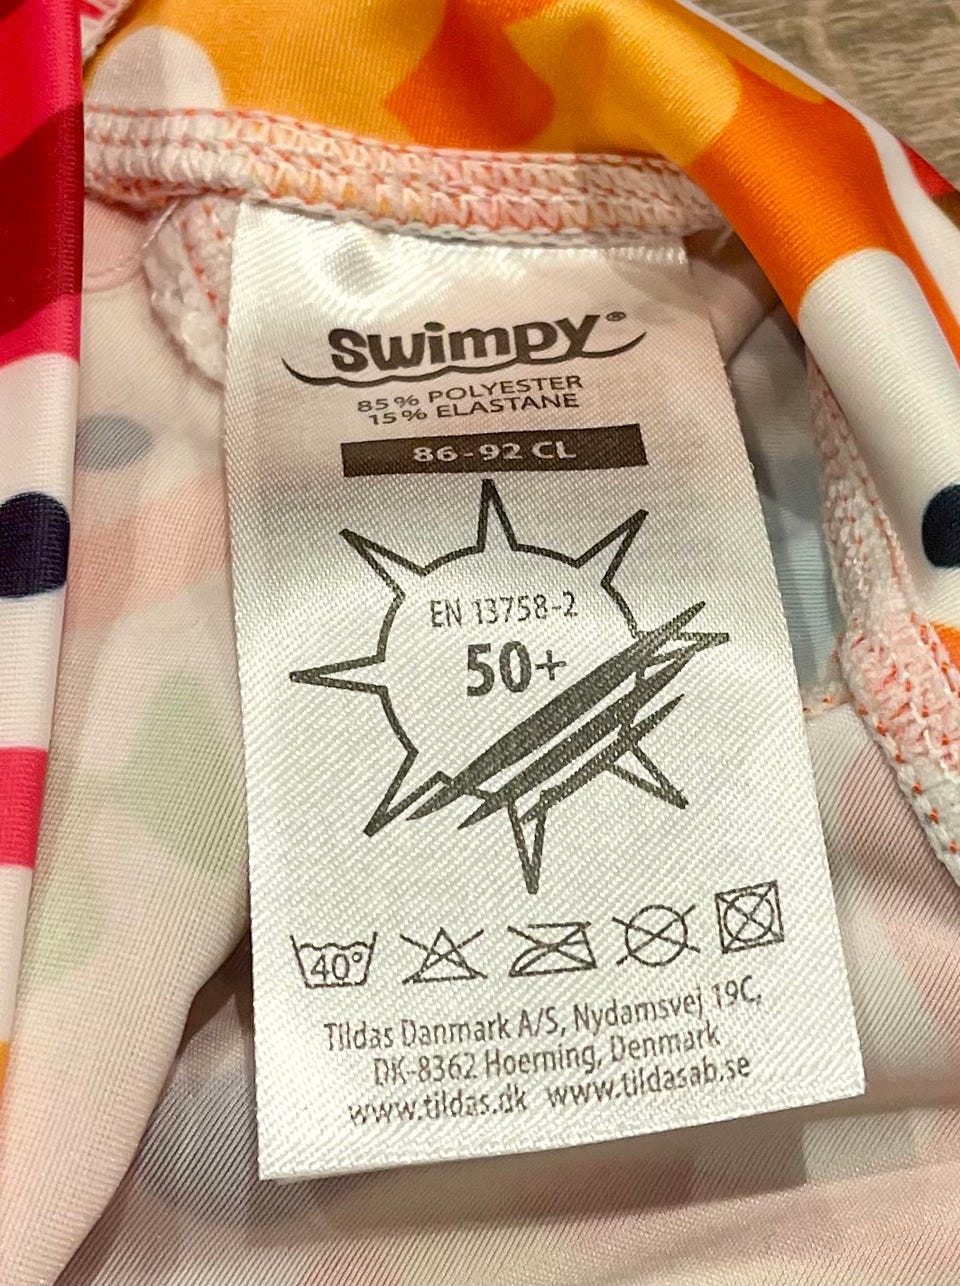 Swimpy®
85% POLYESTER
15% ELASTANE
86-92 CL
EN 13758-2
50+
40°
Tildas Danmark A/S, Nydamsvej 19C,
DK-8362 Hoerning, Denmark
www.tildas.dk www.tildasab.se